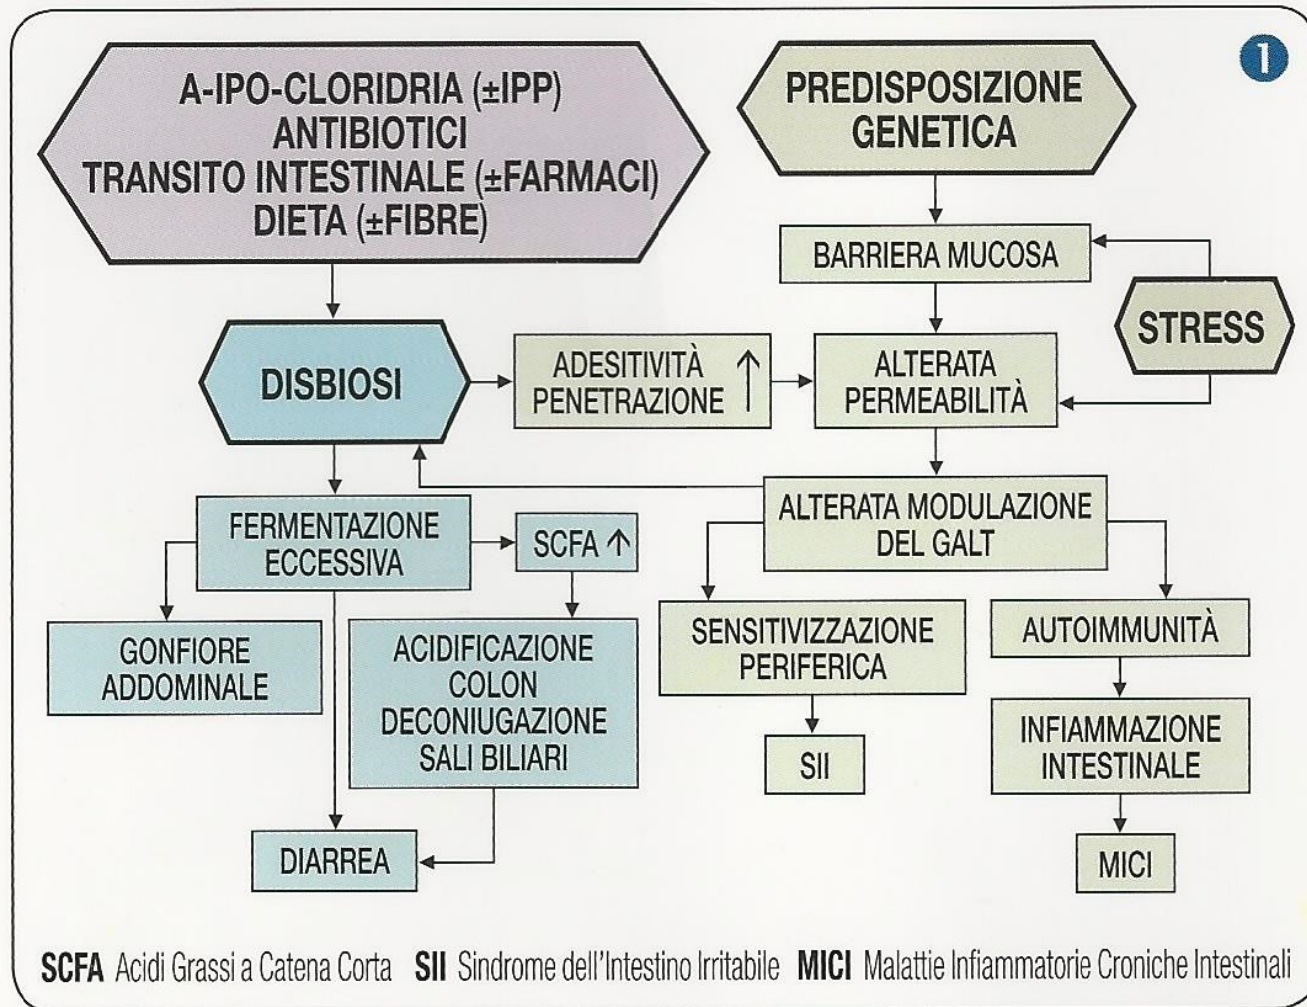 1
A-IPO-CLORIDRIA (±IPP)
ANTIBIOTICI
TRANSITO INTESTINALE (±FARMACI)
DIETA (±FIBRE)
PREDISPOSIZIONE
GENETICA
BARRIERA MUCOSA
STRESS
DISBIOSI
ADESITIVITÀ
PENETRAZIONE ↑
ALTERATA
PERMEABILITÀ
FERMENTAZIONE
ECCESSIVA
SCFA ↑
ALTERATA MODULAZIONE
DEL GALT
GONFIORE
ADDOMINALE
ACIDIFICAZIONE
COLON
DECONIUGAZIONE
SALI BILIARI
SENSITIVIZZAZIONE
PERIFERICA
AUTOIMMUNITÀ
SII
INFIAMMAZIONE
INTESTINALE
DIARREA
MICI
SCFA Acidi Grassi a Catena Corta SII Sindrome dell'Intestino Irritabile MICI Malattie Infiammatorie Croniche Intestinali